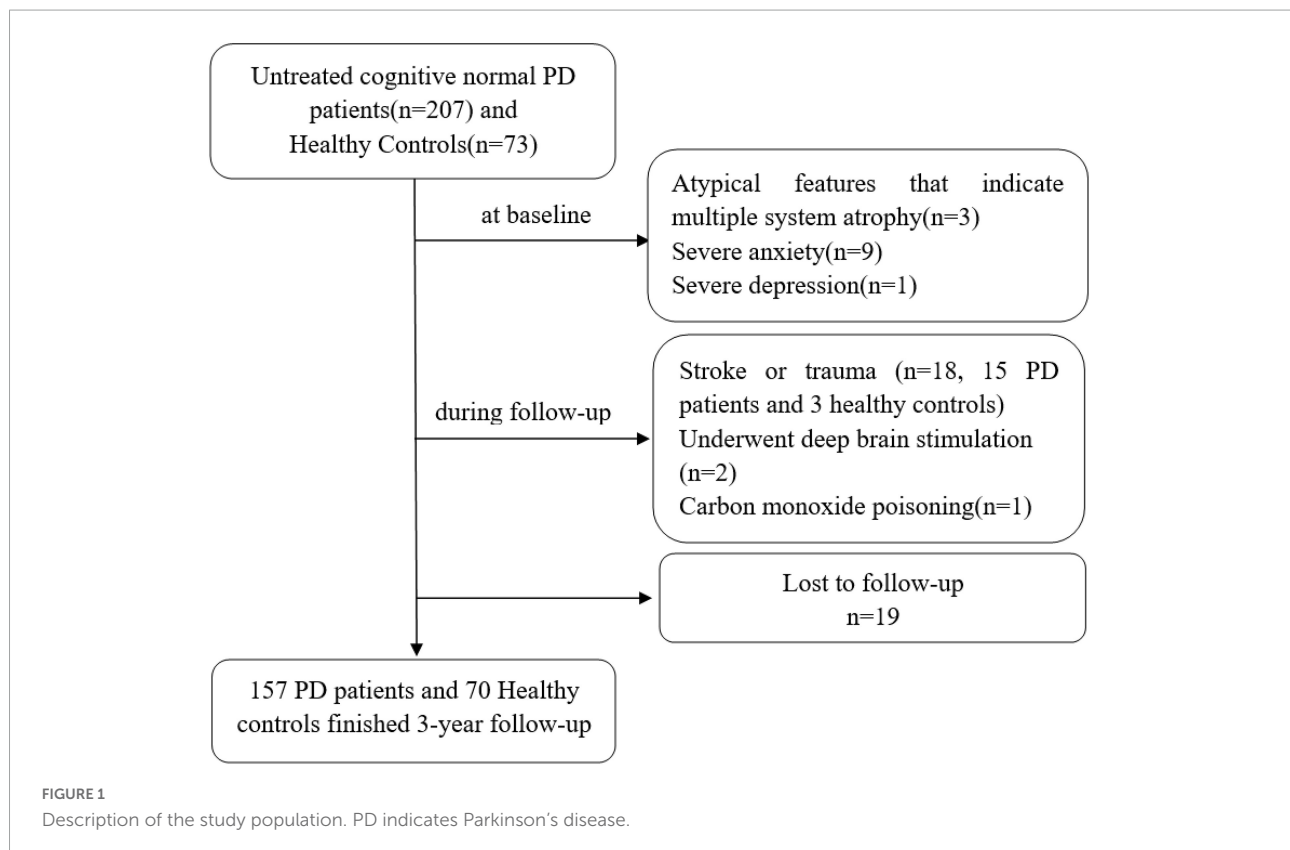 Untreated cognitive normal PD
patients(n=207) and
Healthy Controls(n=73)
at baseline
Atypical features that indicate
multiple system atrophy(n=3)
Severe anxiety(n=9)
Severe depression(n=1)
during follow-up
Stroke or trauma (n=18, 15 PD
patients and 3 healthy controls)
Underwent deep brain stimulation
(n=2)
Carbon monoxide poisoning(n=1)
Lost to follow-up
n=19
157 PD patients and 70 Healthy
controls finished 3-year follow-up
FIGURE 1
Description of the study population. PD indicates Parkinson’s disease.